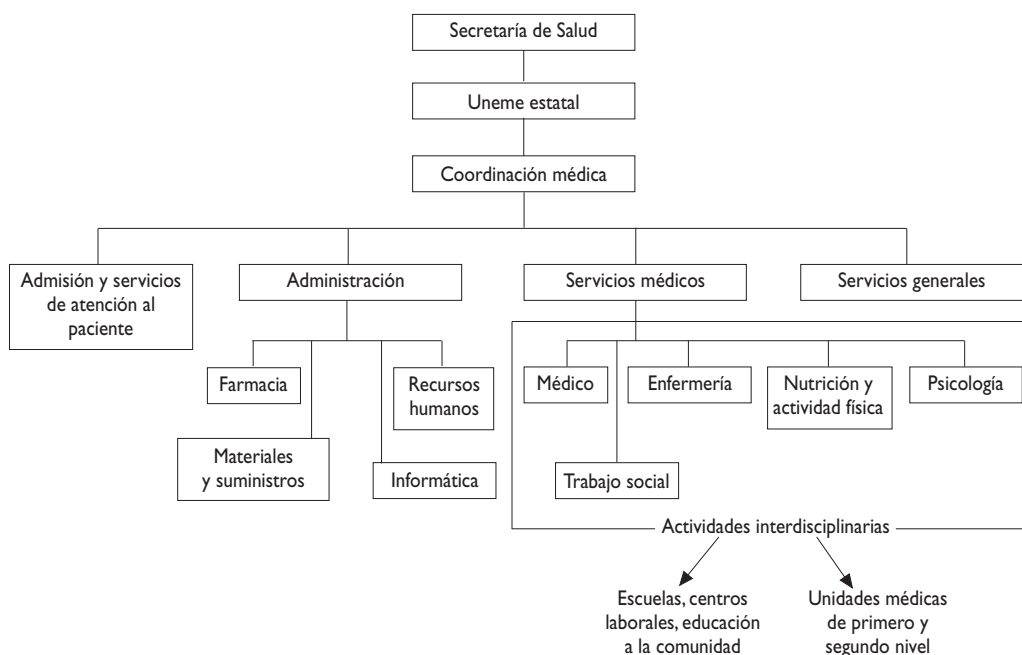 Secretaría de Salud
Uneme estatal
Coordinación médica
Admisión y servicios
de atención al
paciente
Administración
Servicios médicos
Servicios generales
Farmacia
Recursos
humanos
Materiales
y suministros
Informática
Médico
Enfermería
Nutrición y
actividad física
Psicología
Trabajo social
Actividades interdisciplinarias
Escuelas, centros
laborales, educación
a la comunidad
Unidades médicas
de primero y
segundo nivel